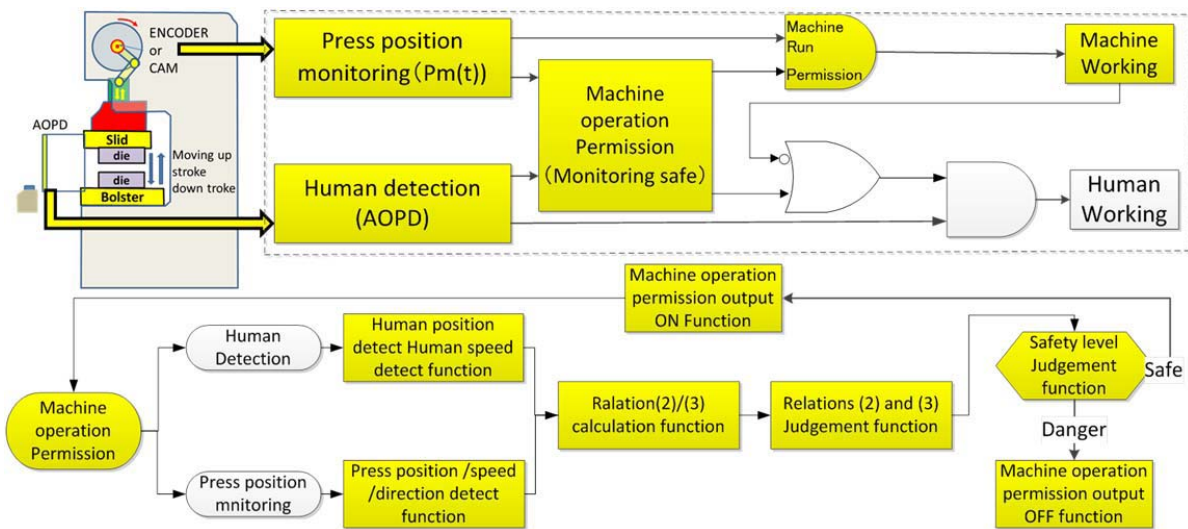 ENCODER
or
CAM
AOPD
Slid
die
die
Bolster
Moving up
stroke
down troke
Press position
monitoring (Pm(t))
Human detection
(AOPD)
Machine
operation
Permission
(Monitoring safe)
Machine
Run
Permission
Machine
Working
Human
Working
Machine operation
permission output
ON Function
Human
Detection
Human position
detect Human speed
detect function
Machine
operation
Permission
Press position
mnitoring
Press position /speed
/direction detect
function
Ralation(2)/(3)
calculation function
Relations (2) and (3)
Judgement function
Safety level
Judgement
function
Safe
Danger
Machine operation
permission output
OFF function